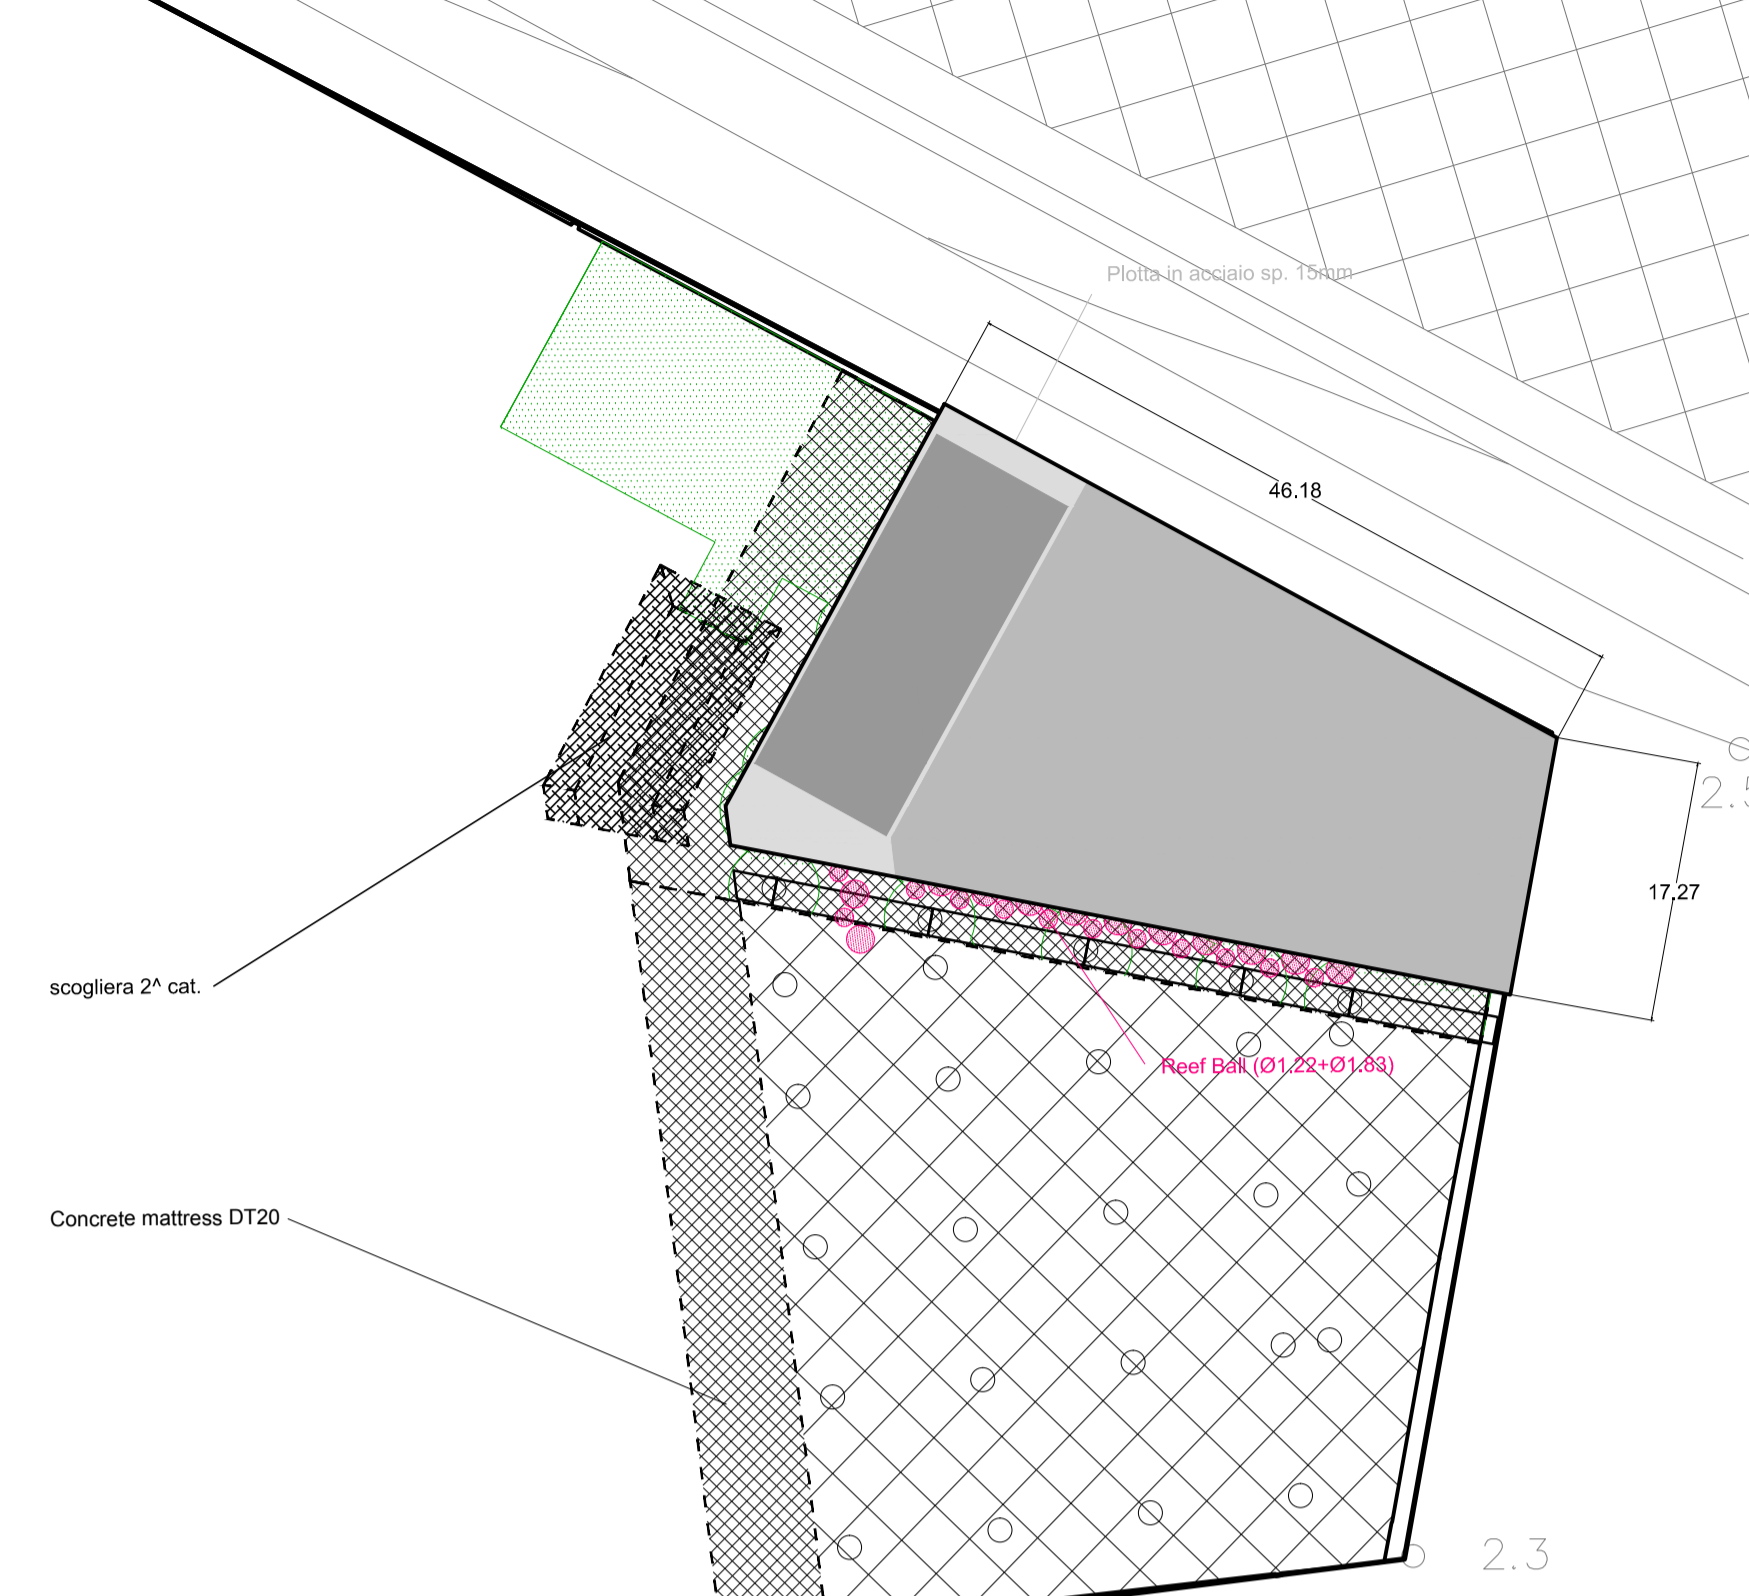 Plotta in acciaio sp. 15mm
46.18
2.5
17.27
scogliera 2^ cat.
Reef Ball (Ø1.22+Ø1.83)
Concrete mattress DT20
2.3